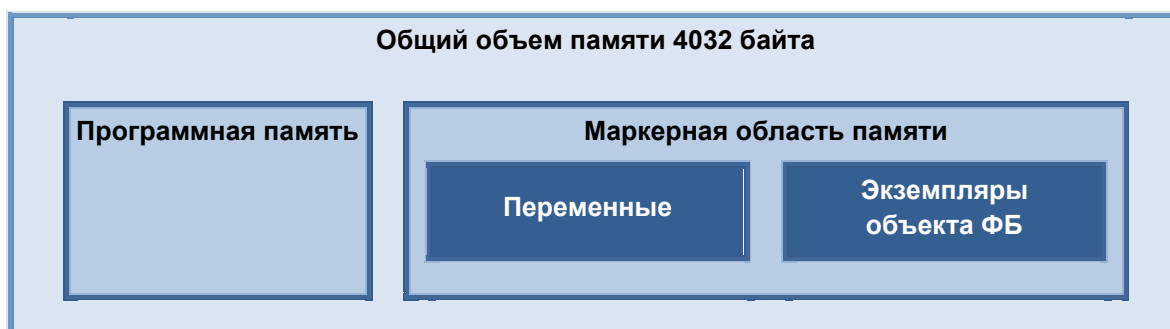 Общий объем памяти 4032 байта
Программная память
Маркерная область памяти
Переменные
Экземпляры
объекта ФБ